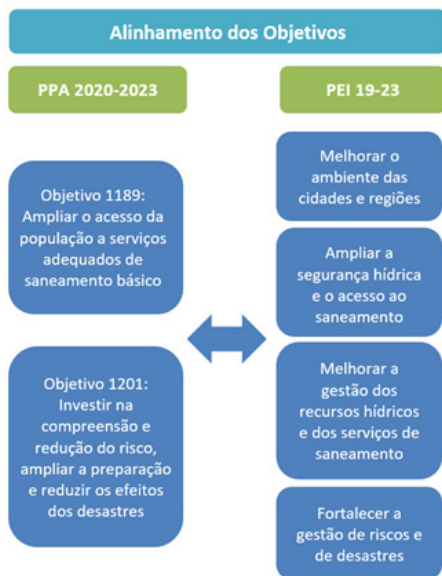 Alinhamento dos Objetivos
PPA 2020-2023
Objetivo 1189:
Ampliar o acesso da
população a serviços
adequados de
saneamento básico
Objetivo 1201:
Investir na
compreensão e
redução do risco,
ampliar a preparação
e reduzir os efeitos
dos desastres
PEI 19-23
Melhorar o
ambiente das
cidades e regiões
Ampliar a
segurança hídrica
e o acesso ao
saneamento
Melhorar a
gestão dos
recursos hídricos
e dos serviços de
saneamento
Fortalecer a
gestão de riscos e
de desastres